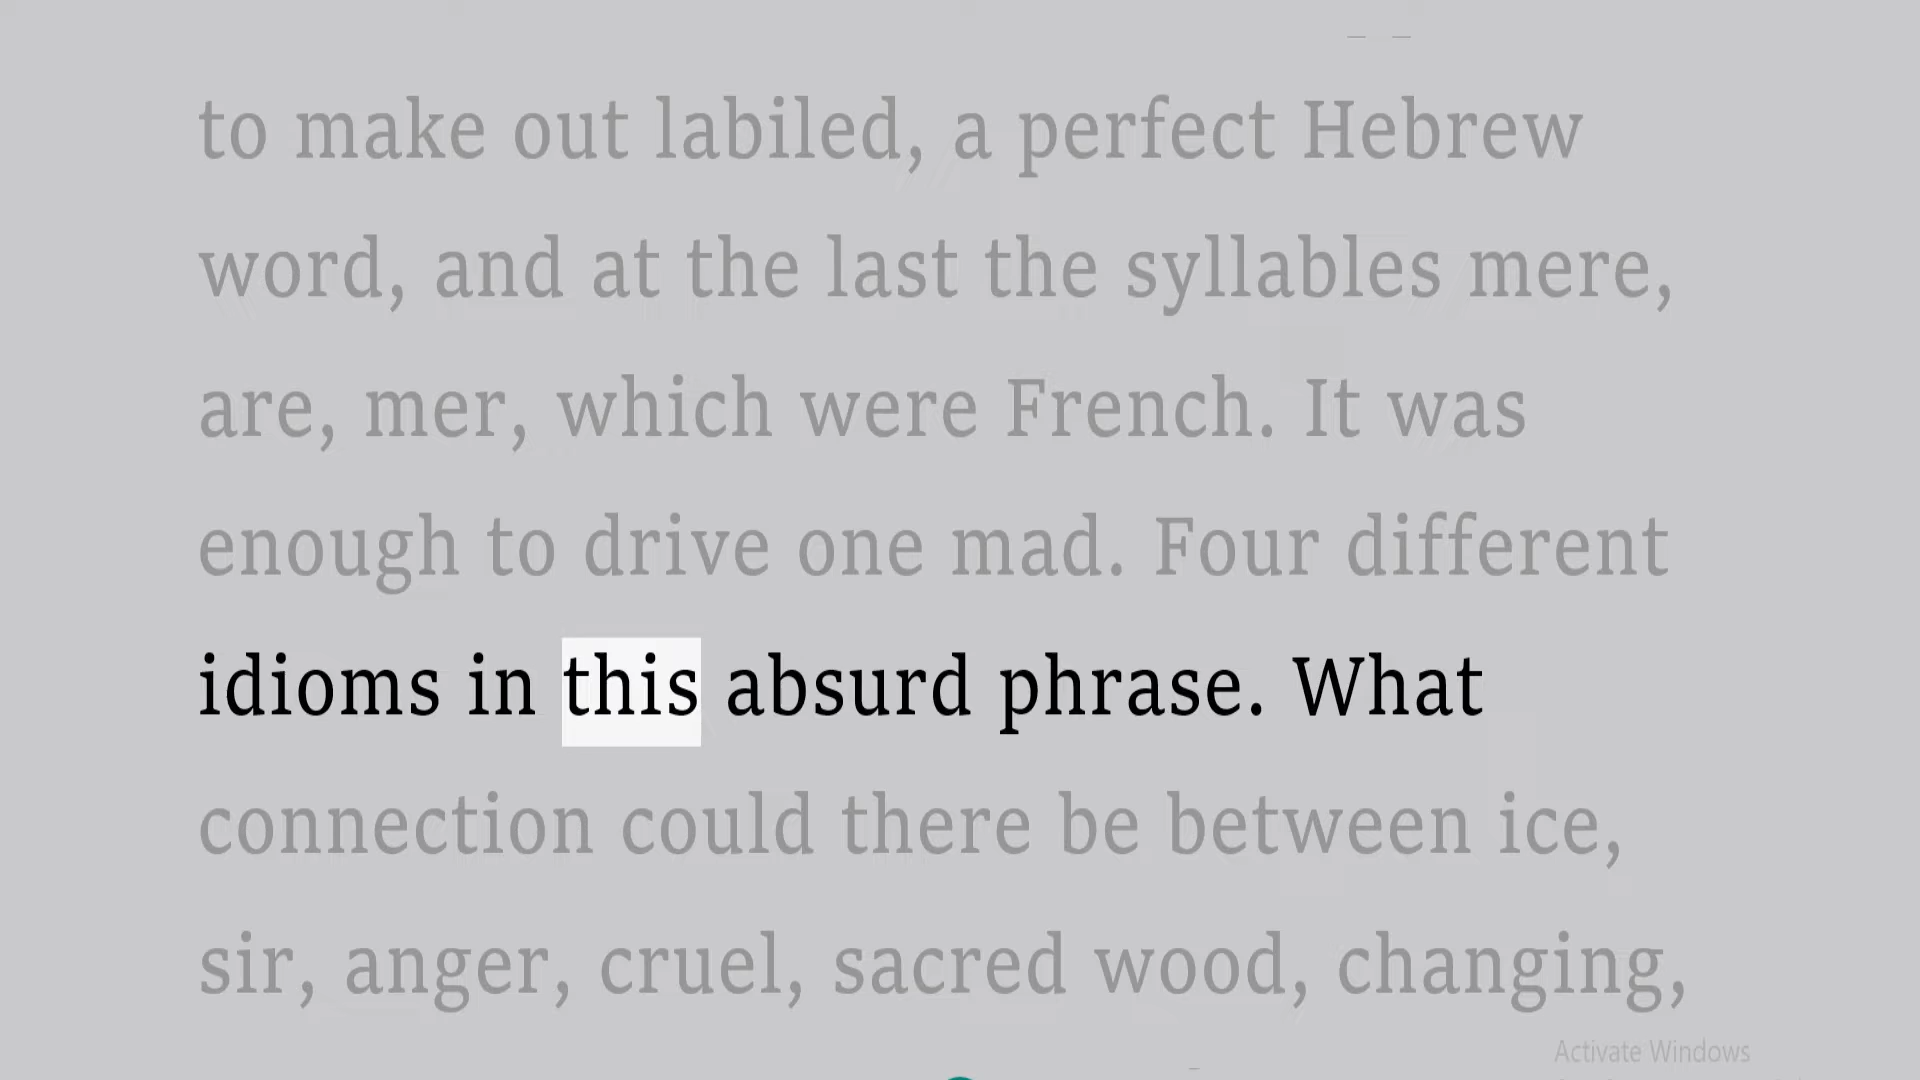 to make out labiled, a perfect Hebrew
word, and at the last the syllables mere,
are, mer, which were French. It was
enough to drive one mad. Four different
idioms in this absurd phrase. What
connection could there be between ice,
sir, anger, cruel, sacred wood, changing,
Activate Windows